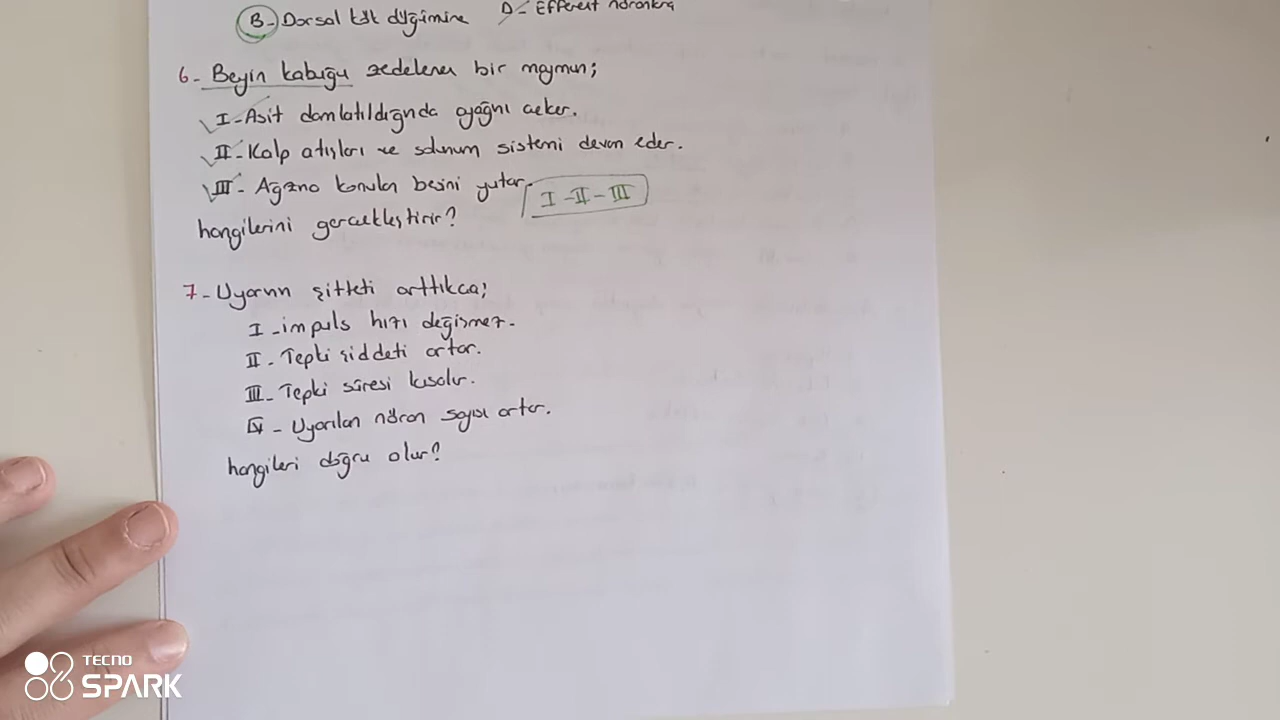 B- Dorsal kök düğümüne D- Efferent nöronlara
6- Beyin kabuğu zedelenen bir maymun;
I- Asit damlatıldığında ayağını çeker.
II- Kalp atışları ve solunum sistemi devam eder.
III- Ağzına konulan besini yutar.
I-II-III
hangilerini gerçekleştirir?
7- Uyarının şitteti arttıkça;
I- impuls hızı değişmez.
II- Tepki şiddeti artar.
III- Tepki süresi kısalır.
IV- Uyarılan nöron sayısı artar.
hangileri doğru olur?
TECNO
SPARK